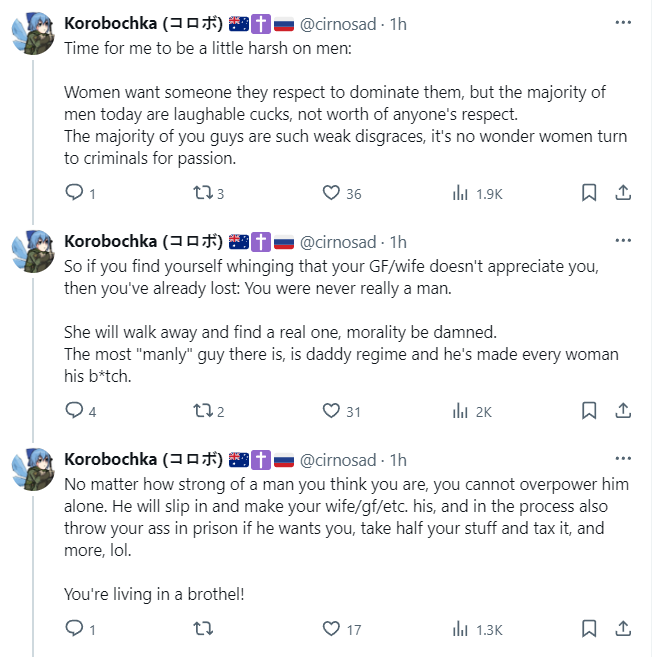 Korobochka (コロボ) 🇦🇺✝️🇷🇺 @cirnosad · 1h
Time for me to be a little harsh on men:
Women want someone they respect to dominate them, but the majority of
men today are laughable cucks, not worth of anyone's respect.
The majority of you guys are such weak disgraces, it's no wonder women turn
to criminals for passion.
1 3 36 1.9K
Korobochka (コロボ) 🇦🇺✝️🇷🇺 @cirnosad · 1h
So if you find yourself whinging that your GF/wife doesn't appreciate you,
then you've already lost: You were never really a man.
She will walk away and find a real one, morality be damned.
The most "manly" guy there is, is daddy regime and he's made every woman
his b*tch.
4 2 31 2K
Korobochka (コロボ) 🇦🇺✝️🇷🇺 @cirnosad · 1h
No matter how strong of a man you think you are, you cannot overpower him
alone. He will slip in and make your wife/gf/etc. his, and in the process also
throw your ass in prison if he wants you, take half your stuff and tax it, and
more, lol.
You're living in a brothel!
1 17 1.3K